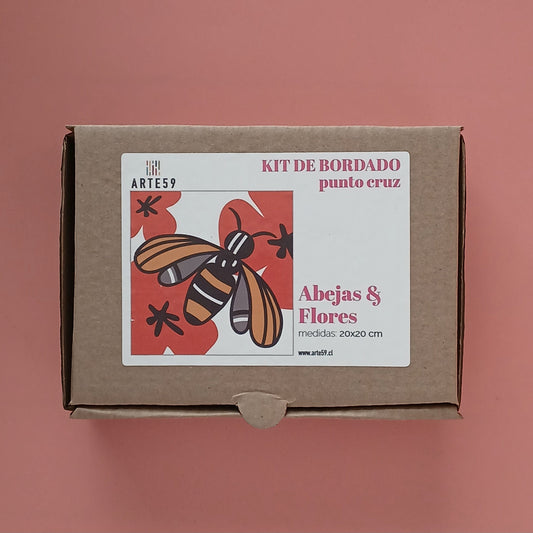 ARTE59
KIT DE BORDADO
punto cruz
Abejas &
Flores
medidas: 20x20 cm
www.arte59.cl